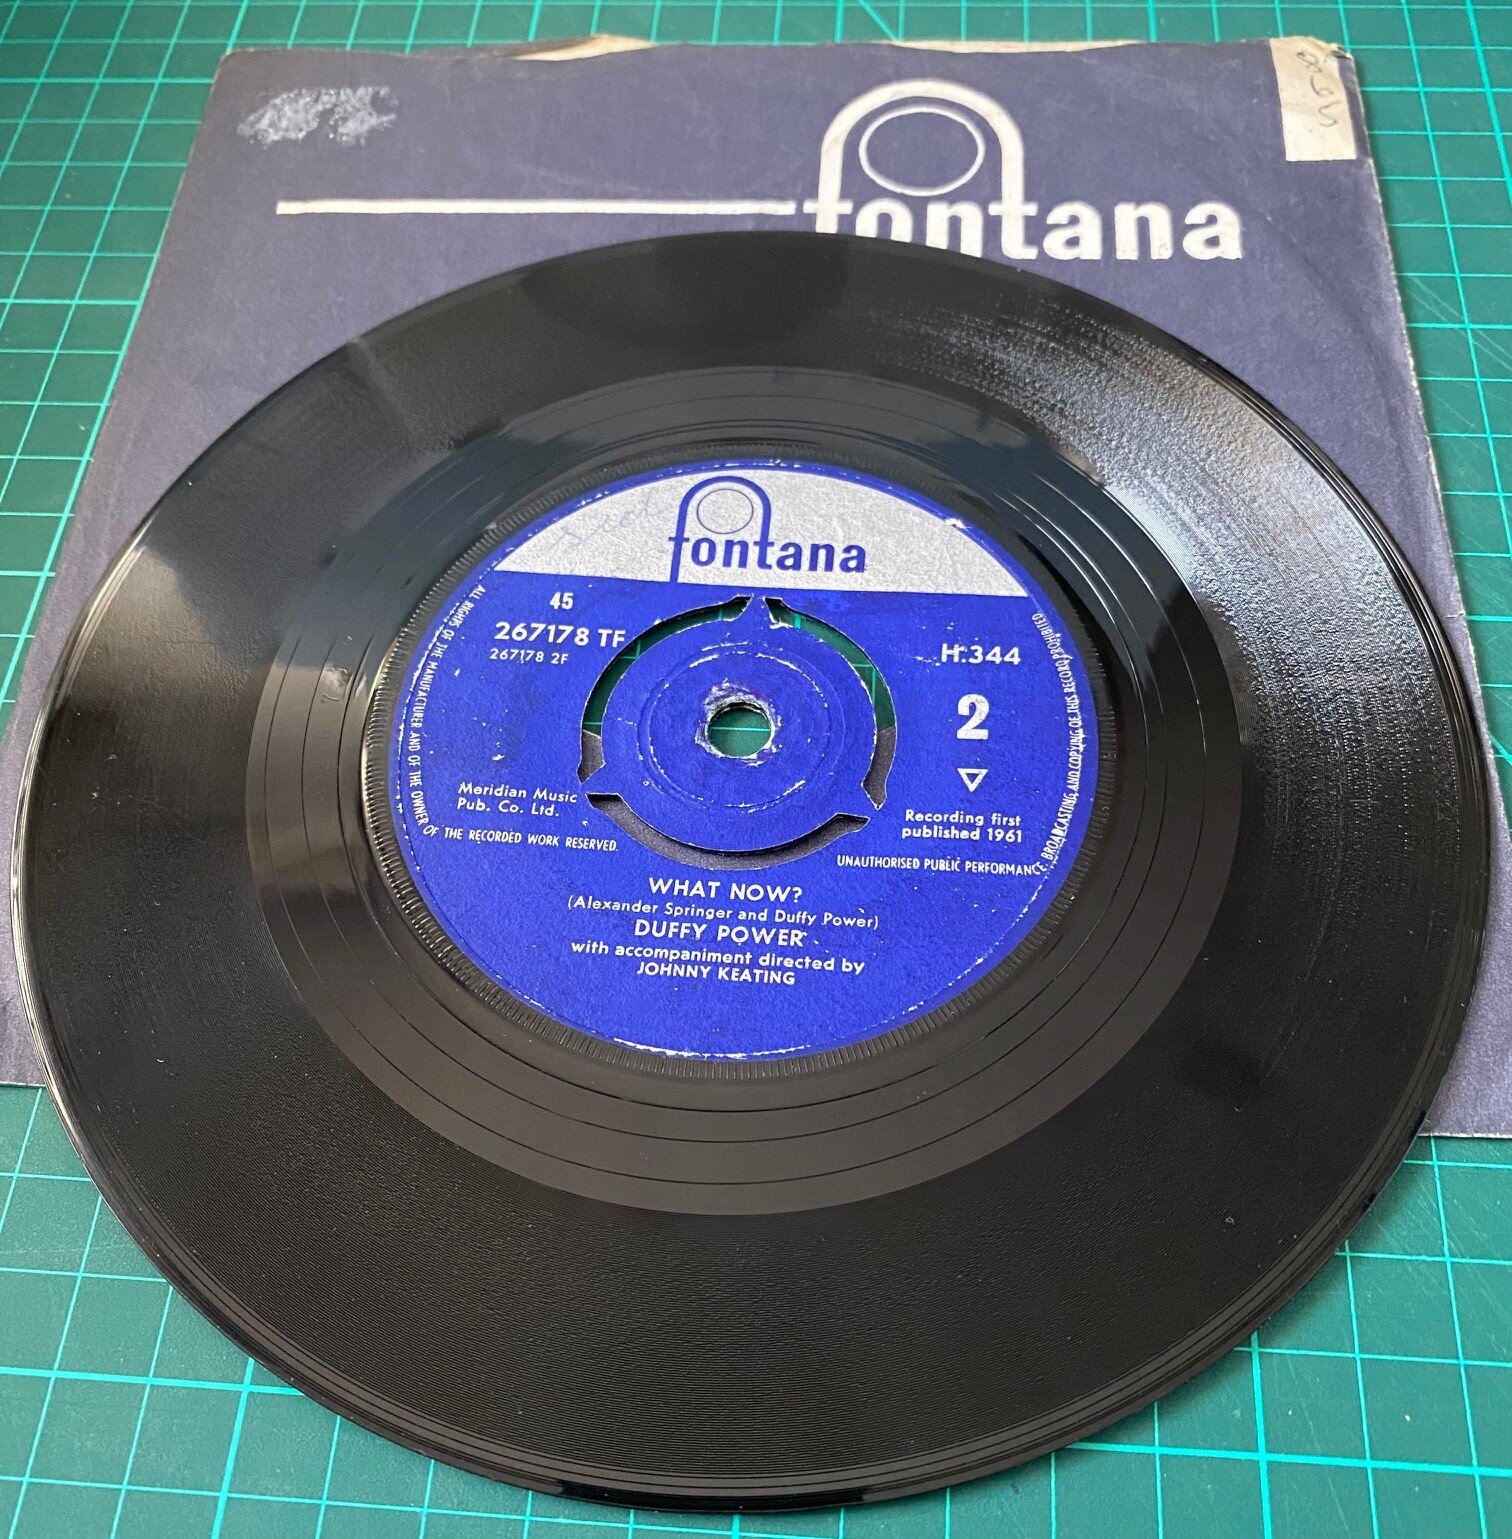 fontana
fontana
45
267178 TF
267178 2F
H.344
2
Meridian Music
Pub. Co. Ltd.
Recording first
published 1961
ALL RIGHTS OF THE MANUFACTURER AND OF THE OWNER OF THE RECORDED WORK RESERVED.
UNAUTHORISED PUBLIC PERFORMANCE, BROADCASTING AND COPYING OF THIS RECORD PROHIBITED
WHAT NOW?
(Alexander Springer and Duffy Power)
DUFFY POWER
with accompaniment directed by
JOHNNY KEATING